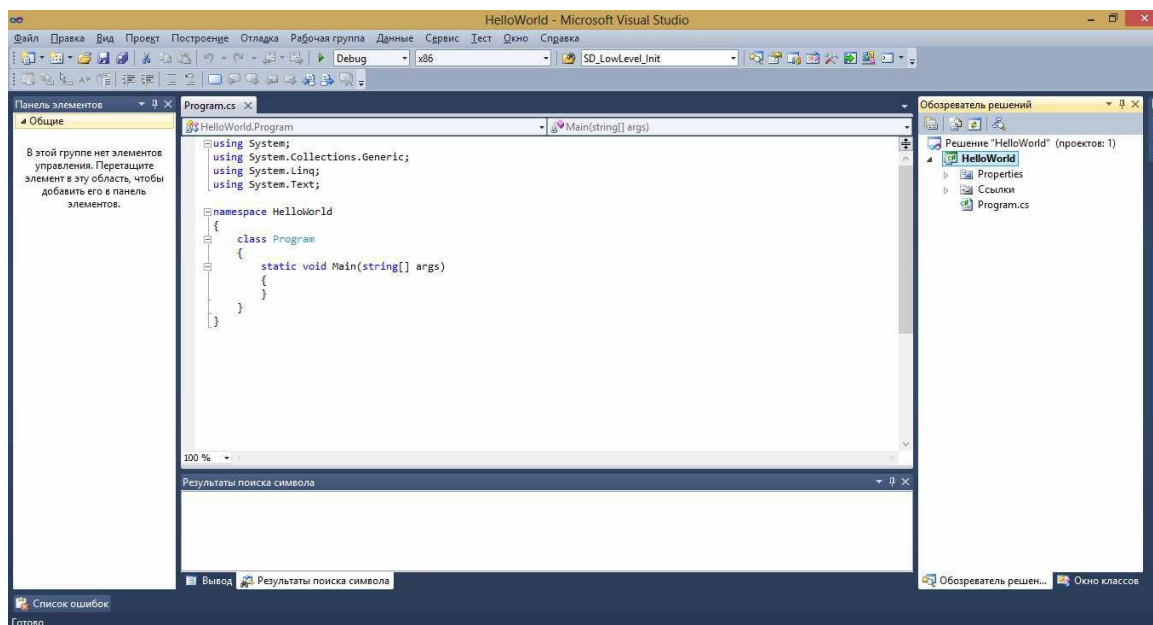 HelloWorld - Microsoft Visual Studio
Файл Правка Вид Проект Построение Отладка Рабочая группа Данные Сервис Тест Окно Справка
Debug x86 SD_LowLevel_Init
Панель элементов
Общие
В этой группе нет элементов
управления. Перетащите
элемент в эту область, чтобы
добавить его в панель
элементов.
Program.cs
HelloWorld.Program Main(string[] args)
using System;
using System.Collections.Generic;
using System.Linq;
using System.Text;
namespace HelloWorld
{
class Program
{
static void Main(string[] args)
{
}
}
}
100 %
Результаты поиска символа
Вывод Результаты поиска символа
Обозреватель решений
Решение "HelloWorld" (проектов: 1)
HelloWorld
Properties
Ссылки
Program.cs
Обозреватель решен... Окно классов
Список ошибок
Готово